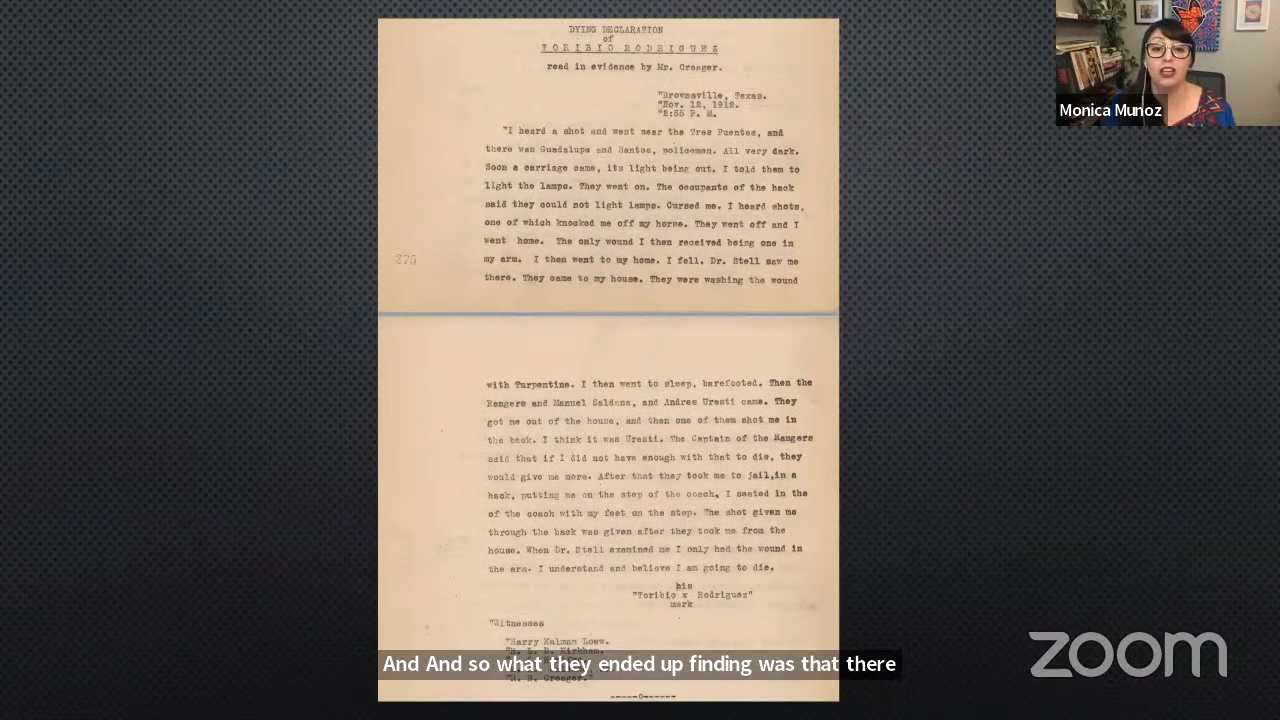 DYING DECLARATION
of
TORIBIO RODRIGUES
read in evidence by Mr. Creager.
"Brownsville, Texas.
"Nov. 12, 1912.
"2:55 P. M.
"I heard a shot and went near the Tres Puentes, and
there was Guadalupe and Santos, policemen. All very dark.
Soon a carriage came, its light being out. I told them to
light the lamps. They went on. The occupants of the hack
said they could not light lamps. Cursed me. I heard shots,
one of which knocked me off my horse. They went off and I
went home. The only wound I then received being one in
my arm. I then went to my home. I fell. Dr. Stell saw me
there. They came to my house. They were washing the wound
275
with Turpentine. I then went to sleep, barefooted. Then the
Rangers and Manuel Saldana, and Andres Uresti came. They
got me out of the house, and then one of them shot me in
the back. I think it was Uresti. The Captain of the Rangers
said that if I did not have enough with that to die, they
would give me more. After that they took me to jail,in a
hack, putting me on the step of the coach, I seated in the
of the coach with my feet on the step. The shot given me
through the back was given after they took me from the
house. When Dr. Stell examined me I only had the wound in
the arm. I understand and believe I am going to die.
his
"Toribio x Rodriguez"
mark
"Witnesses
"Harry Kalman Loew.
Kirkham.
"R. B. Creager."
-----o------
And And so what they ended up finding was that there
Monica Munoz
zoom